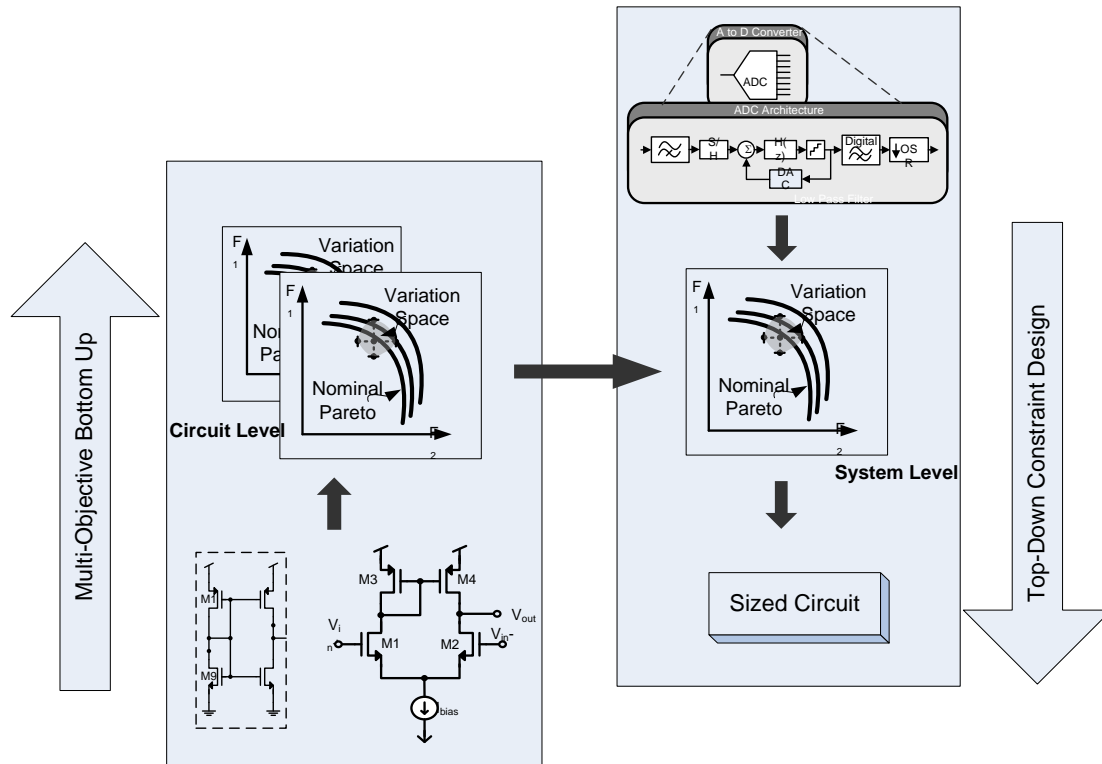 Multi-Objective Bottom Up
F
1
Variation
Space
F
1
Variation
Space
Nominal
Pareto
F
2
Circuit Level
M1
M9
M3
M4
V
out
V
i
n
M1
M2
V
in
-
bias
A to D Converter
ADC
ADC Architecture
S/
H
Σ
H(
z)
Digital
OS
R
DA
C
Low Pass Filter
F
1
Variation
Space
Nominal
Pareto
F
2
System Level
Sized Circuit
Top-Down Constraint Design